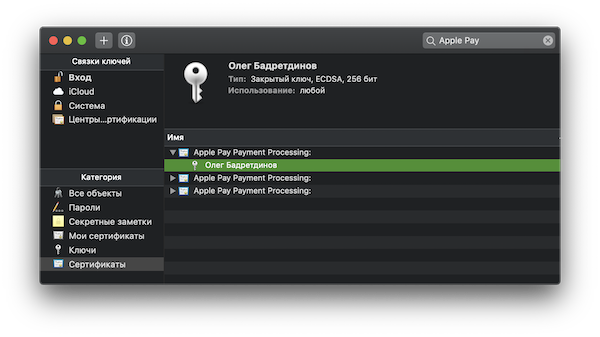 Apple Pay
Связки ключей
Вход
iCloud
Система
Центры...ртификации
Олег Бадретдинов
Тип: Закрытый ключ, ECDSA, 256 бит
Использование: любой
Имя
Apple Pay Payment Processing:
Олег Бадретдинов
Apple Pay Payment Processing:
Apple Pay Payment Processing:
Категория
Все объекты
Пароли
Секретные заметки
Мои сертификаты
Ключи
Сертификаты